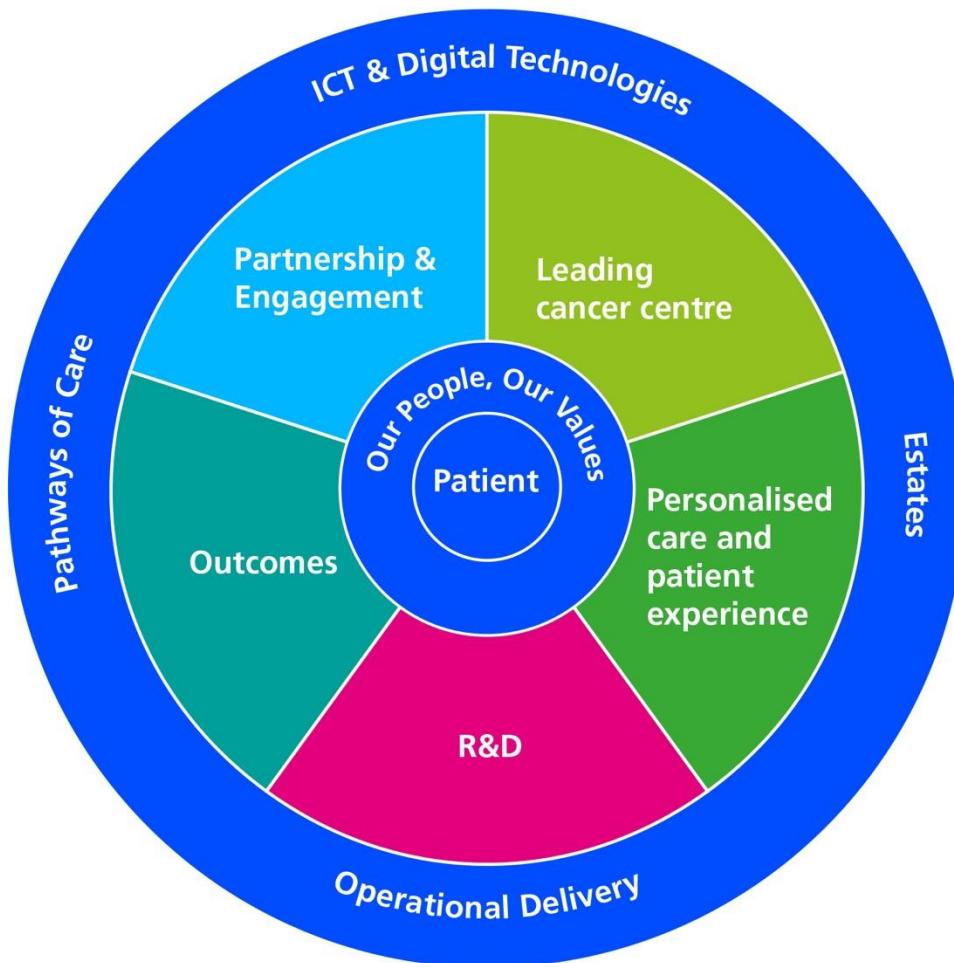 ICT & Digital Technologies
Partnership &
Engagement
Leading
cancer centre
Pathways of Care
Our People, Our Values
Patient
Estates
Personalised
care and
patient
experience
Outcomes
R&D
Operational Delivery